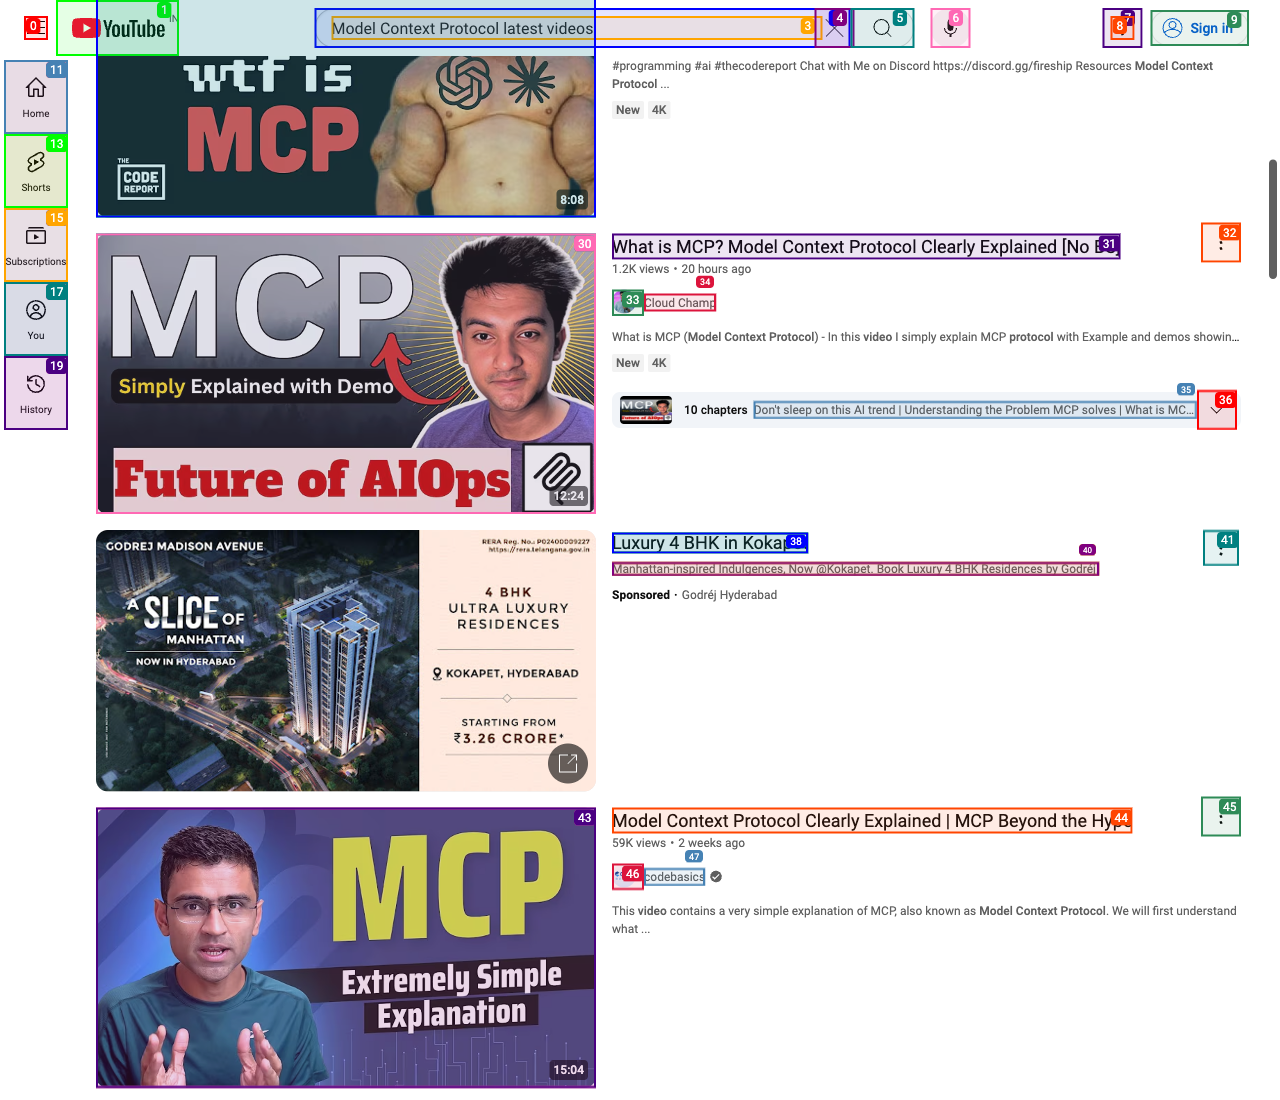 0
1
YouTube
IN
Model Context Protocol latest videos
3
4
5
6
8
9
Sign in
11
Home
13
Shorts
15
Subscriptions
17
You
19
History
wtf is
MCP
THE
CODE
REPORT
8:08
#programming #ai #thecodereport Chat with Me on Discord https://discord.gg/fireship Resources Model Context
Protocol ...
New 4K
MCP
Simply Explained with Demo
Future of AIOps
12:24
30
What is MCP? Model Context Protocol Clearly Explained [No
31
32
1.2K views • 20 hours ago
34
33
Cloud Champ
What is MCP (Model Context Protocol) - In this video I simply explain MCP protocol with Example and demos showin...
New 4K
35
10 chapters Don't sleep on this AI trend | Understanding the Problem MCP solves | What is MC...
36
GODREJ MADISON AVENUE
RERA Reg. No.: P02400009227
https://rera.telangana.gov.in
A SLICE OF
MANHATTAN
NOW IN HYDERABAD
4 BHK
ULTRA LUXURY
RESIDENCES
KOKAPET, HYDERABAD
STARTING FROM
₹3.26 CRORE*
Luxury 4 BHK in
38
40
41
Manhattan-inspired Indulgences, Now @Kokapet. Book Luxury 4 BHK Residences by Godrej
Sponsored · Godréj Hyderabad
43
MCP
Extremely Simple
Explanation
15:04
Model Context Protocol Clearly Explained | MCP Beyond the
44
45
59K views • 2 weeks ago
47
46
codebasics
This video contains a very simple explanation of MCP, also known as Model Context Protocol. We will first understand
what ...